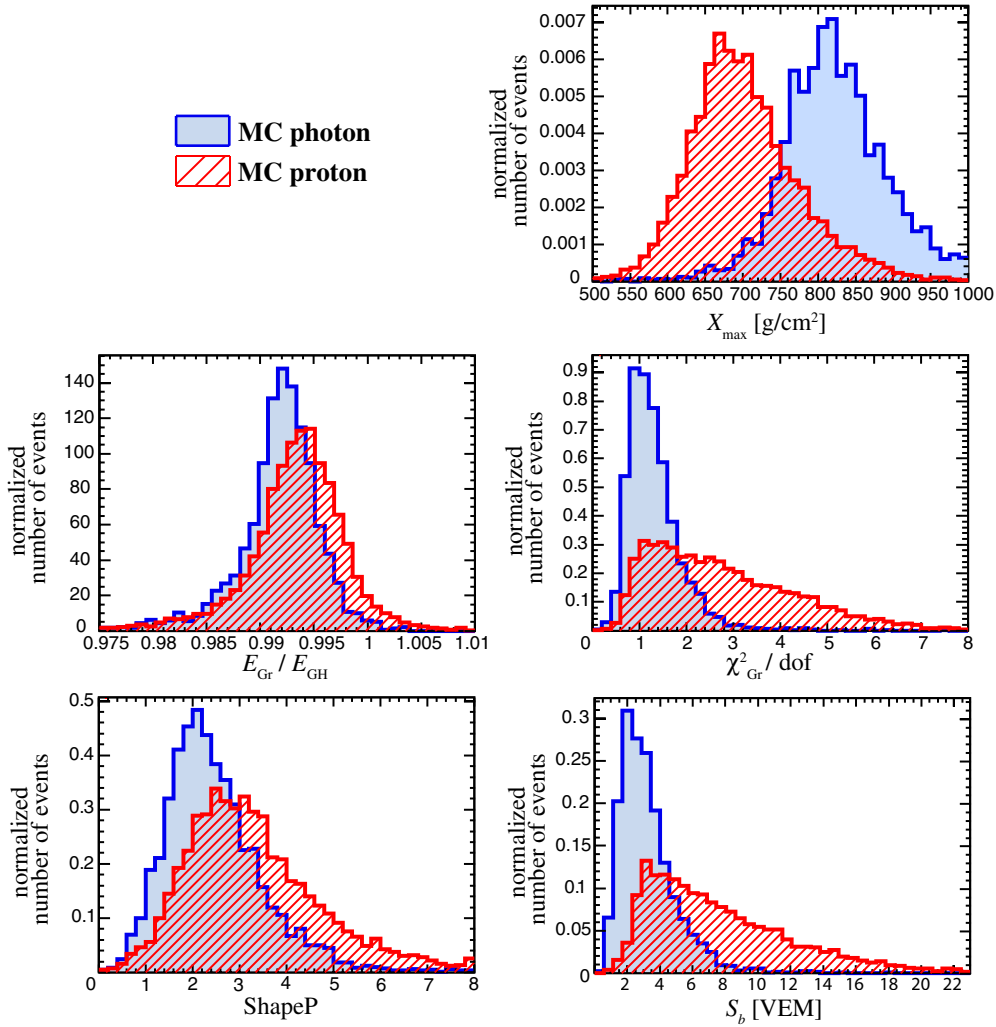 MC photon
MC proton
normalized
number of events
0.007
0.006
0.005
0.004
0.003
0.002
0.001
0
500 550 600 650 700 750 800 850 900 950 1000
Xmax [g/cm²]
normalized
number of events
140
120
100
80
60
40
20
0
0.975 0.98 0.985 0.99 0.995 1 1.005 1.01
EGr / EGH
normalized
number of events
0.9
0.8
0.7
0.6
0.5
0.4
0.3
0.2
0.1
0 1 2 3 4 5 6 7 8
χ²Gr / dof
normalized
number of events
0.5
0.4
0.3
0.2
0.1
0
0 1 2 3 4 5 6 7 8
ShapeP
normalized
number of events
0.3
0.25
0.2
0.15
0.1
0.05
0
2 4 6 8 10 12 14 16 18 20 22
Sb [VEM]